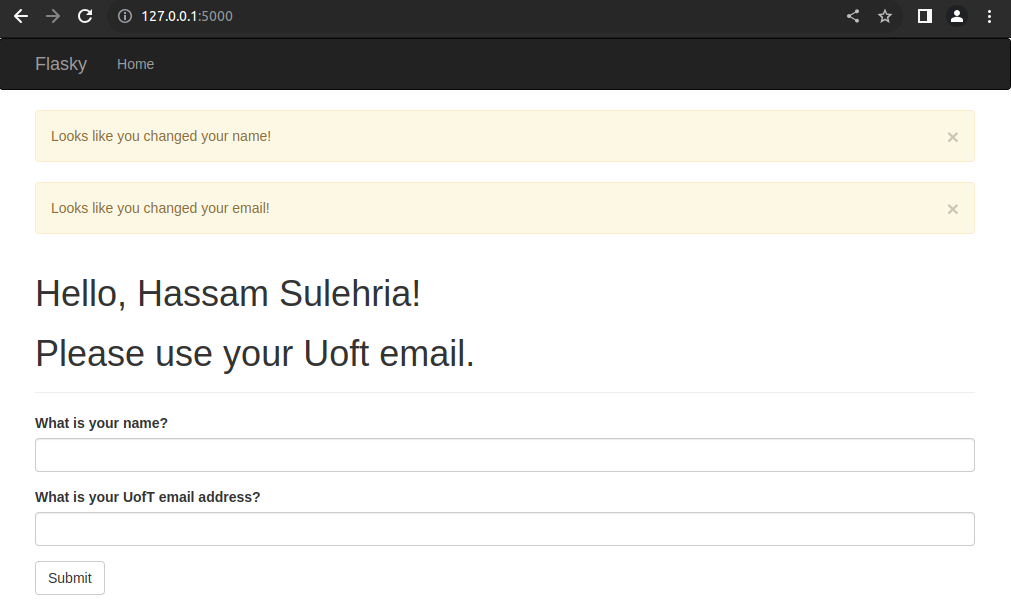 127.0.0.1:5000
Flasky Home
Looks like you changed your name! ×
Looks like you changed your email! ×
Hello, Hassam Sulehria!
Please use your Uoft email.
What is your name?
What is your UofT email address?
Submit